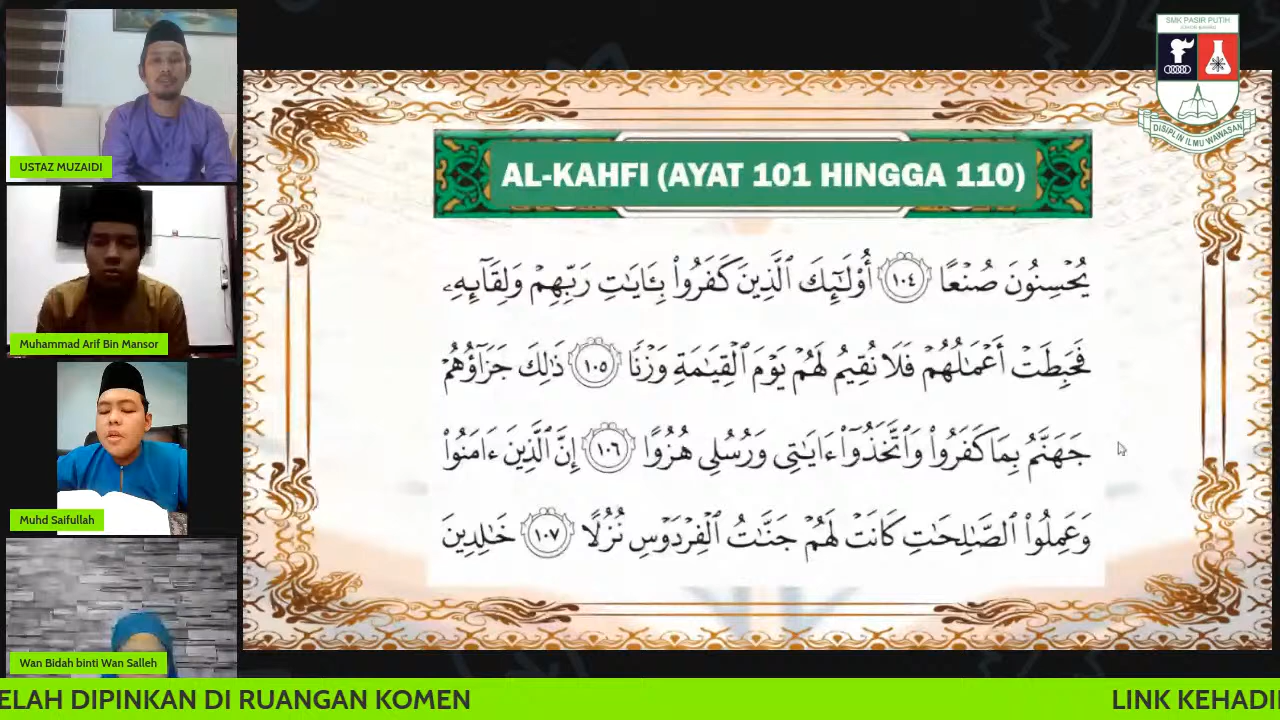 USTAZ MUZAIDI
Muhammad Arif Bin Mansor
Muhd Saifullah
Wan Bidah binti Wan Salleh
SMK PASIR PUTIH
DISIPLIN ILMU WAWASAN
AL-KAHFI (AYAT 101 HINGGA 110)
يُحْسِنُونَ صُنْعًا ١٠٤ أُو۟لَـٰٓئِكَ ٱلَّذِينَ كَفَرُوا۟ بِـَٔايَـٰتِ رَبِّهِمْ وَلِقَآئِهِۦ
فَحَبِطَتْ أَعْمَـٰلُهُمْ فَلَا نُقِيمُ لَهُمْ يَوْمَ ٱلْقِيَـٰمَةِ وَزْنًا ١٠٥ ذَٰلِكَ جَزَآؤُهُمْ
جَهَنَّمُ بِمَا كَفَرُوا۟ وَٱتَّخَذُوٓا۟ ءَايَـٰتِى وَرُسُلِى هُزُوًا ١٠٦ إِنَّ ٱلَّذِينَ ءَامَنُوا۟
وَعَمِلُوا۟ ٱلصَّـٰلِحَـٰتِ كَانَتْ لَهُمْ جَنَّـٰتُ ٱلْفِرْدَوْسِ نُزُلًا ١٠٧ خَـٰلِدِينَ
ELAH DIPINKAN DI RUANGAN KOMEN
LINK KEHADI